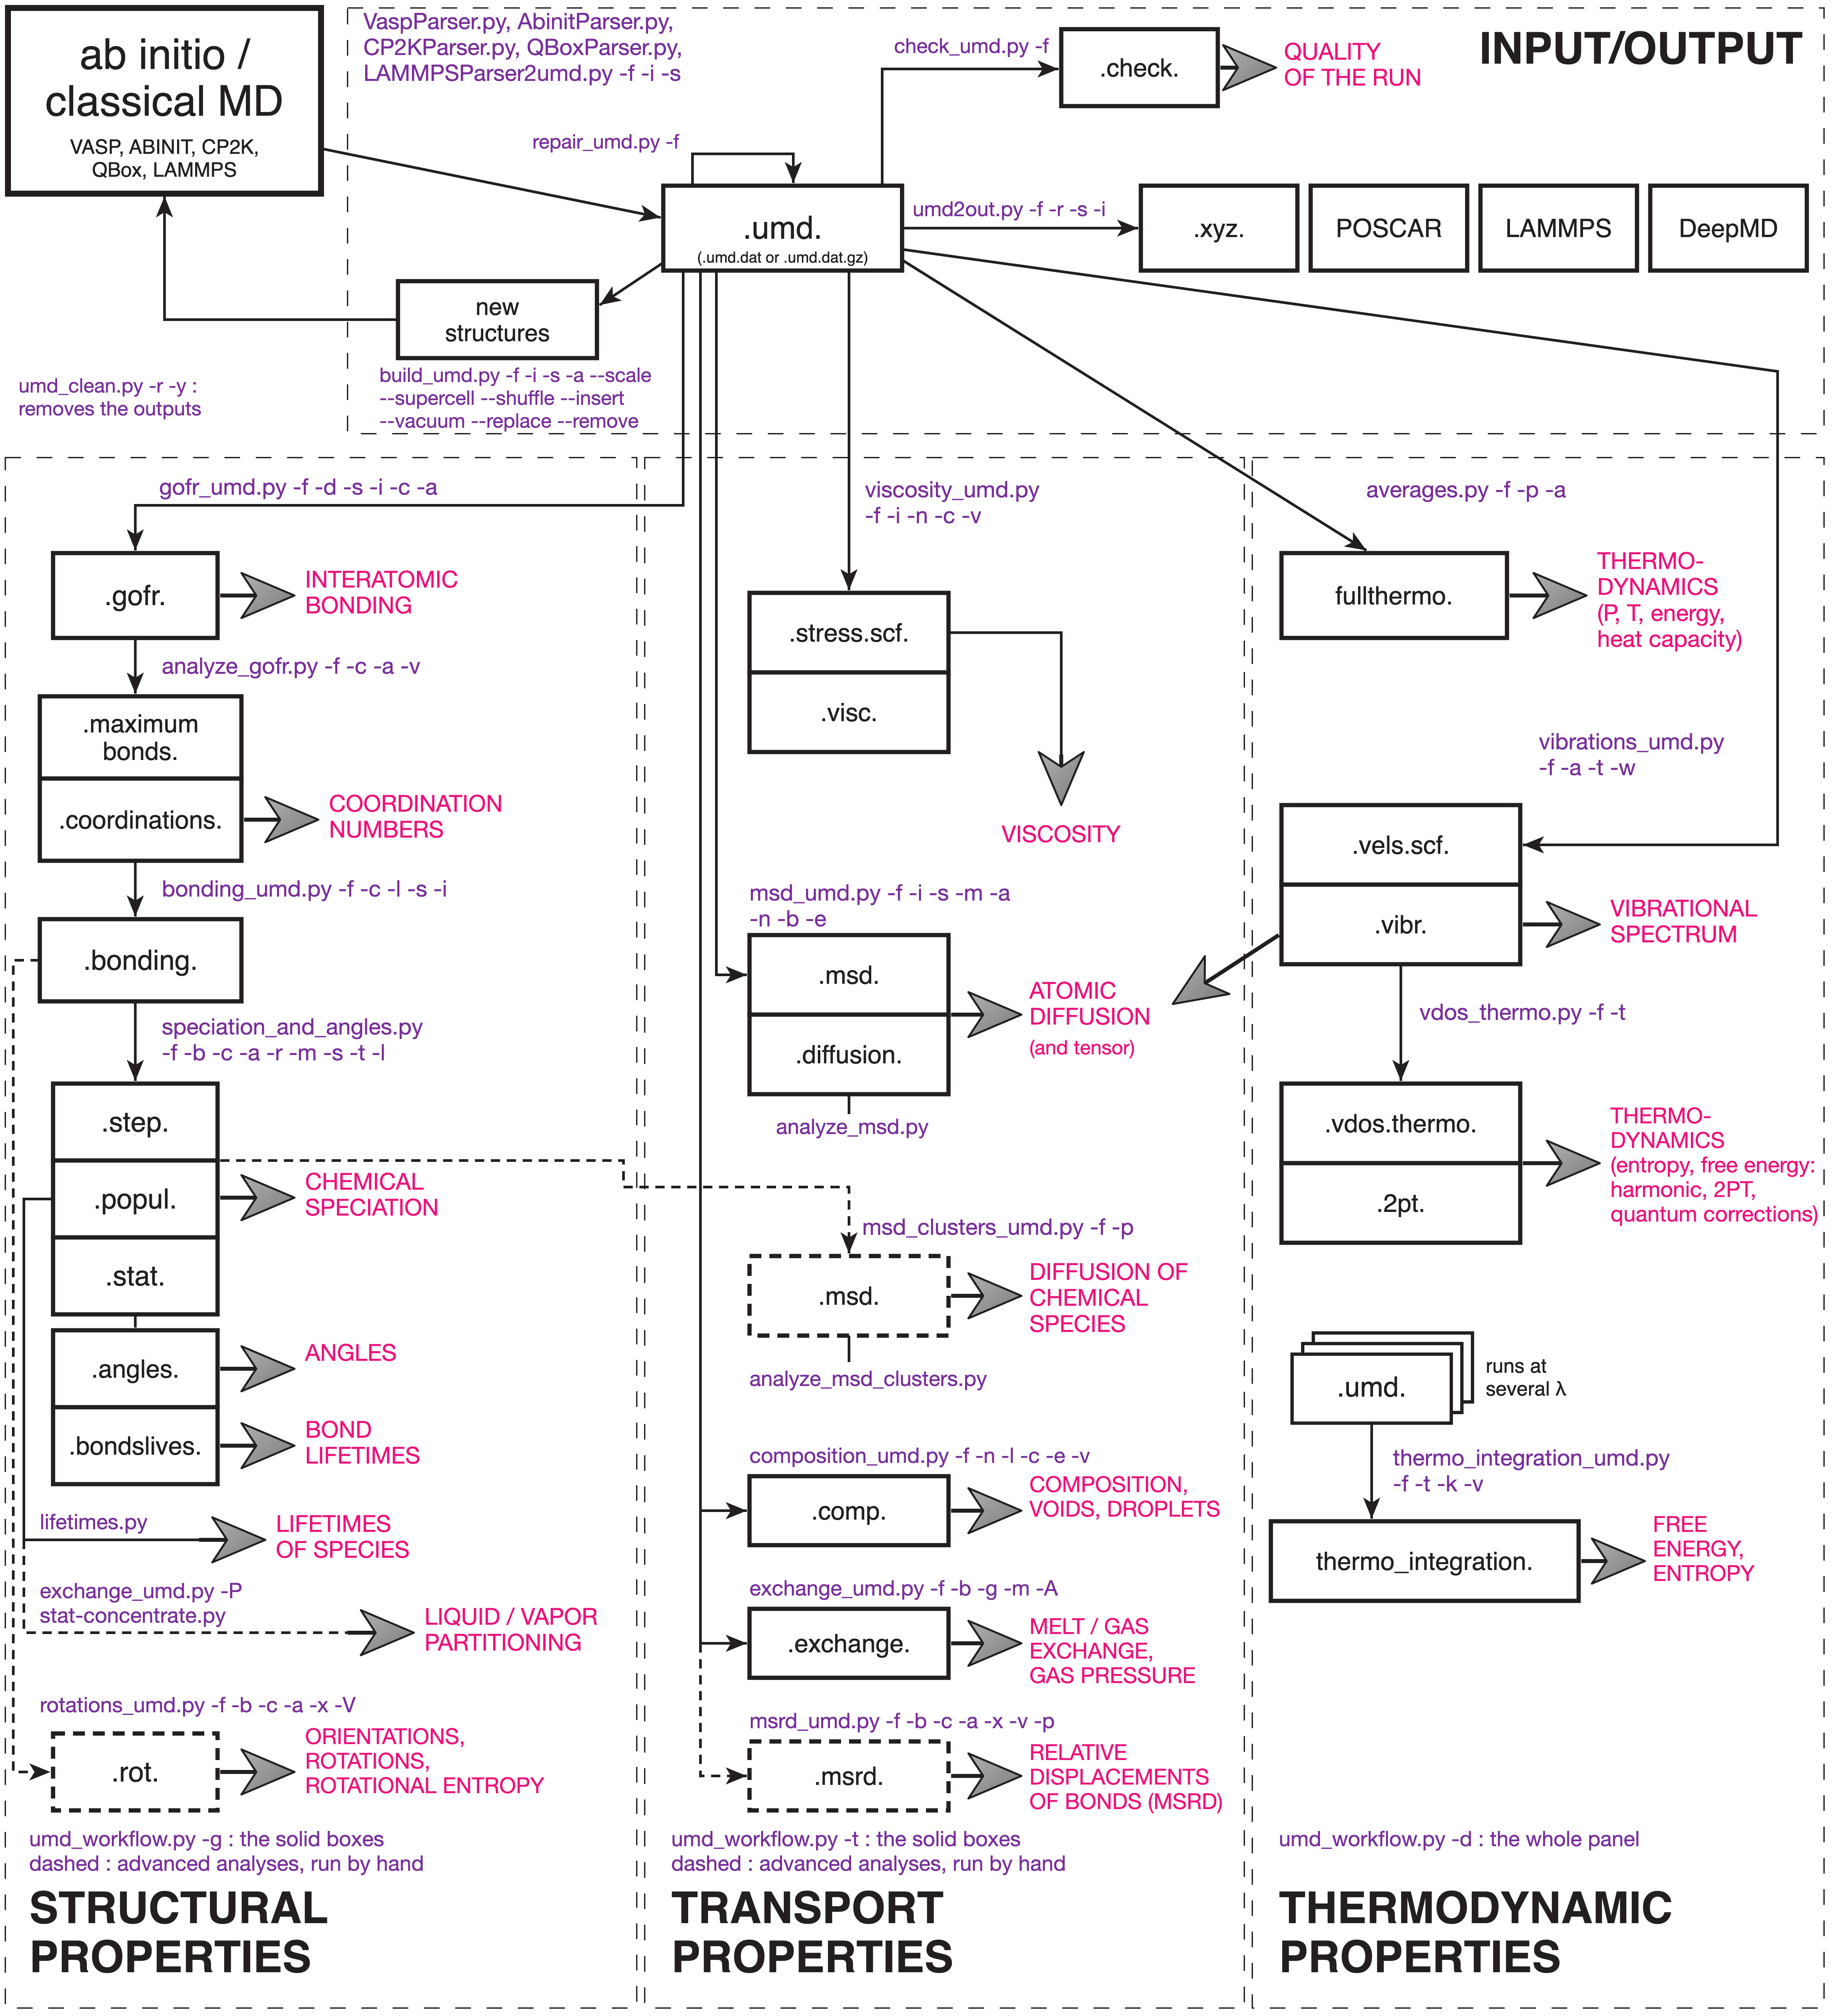 ab initio /
classical MD
VASP, ABINIT, CP2K,
QBox, LAMMPS
VaspParser.py, AbinitParser.py,
CP2KParser.py, QBoxParser.py,
LAMMPSParser2umd.py -f -i -s
check_umd.py -f
.check.
QUALITY
OF THE RUN
INPUT/OUTPUT
repair_umd.py -f
.umd.
(.umd.dat or .umd.dat.gz)
umd2out.py -f -r -s -i
.xyz.
POSCAR
LAMMPS
DeepMD
new
structures
build_umd.py -f -i -s -a --scale
--supercell --shuffle --insert
--vacuum --replace --remove
umd_clean.py -r -y :
removes the outputs
gofr_umd.py -f -d -s -i -c -a
.gofr.
INTERATOMIC
BONDING
analyze_gofr.py -f -c -a -v
.maximum
bonds.
.coordinations.
COORDINATION
NUMBERS
bonding_umd.py -f -c -l -s -i
.bonding.
speciation_and_angles.py
-f -b -c -a -r -m -s -t -l
.step.
.popul.
CHEMICAL
SPECIATION
.stat.
.angles.
ANGLES
.bondslives.
BOND
LIFETIMES
lifetimes.py
LIFETIMES
OF SPECIES
exchange_umd.py -P
stat-concentrate.py
LIQUID / VAPOR
PARTITIONING
rotations_umd.py -f -b -c -a -x -V
.rot.
ORIENTATIONS,
ROTATIONS,
ROTATIONAL ENTROPY
umd_workflow.py -g : the solid boxes
dashed : advanced analyses, run by hand
STRUCTURAL
PROPERTIES
viscosity_umd.py
-f -i -n -c -v
.stress.scf.
.visc.
VISCOSITY
msd_umd.py -f -i -s -m -a
-n -b -e
.msd.
.diffusion.
ATOMIC
DIFFUSION
(and tensor)
analyze_msd.py
msd_clusters_umd.py -f -p
.msd.
DIFFUSION OF
CHEMICAL
SPECIES
analyze_msd_clusters.py
composition_umd.py -f -n -l -c -e -v
.comp.
COMPOSITION,
VOIDS, DROPLETS
exchange_umd.py -f -b -g -m -A
.exchange.
MELT / GAS
EXCHANGE,
GAS PRESSURE
msrd_umd.py -f -b -c -a -x -v -p
.msrd.
RELATIVE
DISPLACEMENTS
OF BONDS (MSRD)
umd_workflow.py -t : the solid boxes
dashed : advanced analyses, run by hand
TRANSPORT
PROPERTIES
averages.py -f -p -a
fullthermo.
THERMO-
DYNAMICS
(P, T, energy,
heat capacity)
vibrations_umd.py
-f -a -t -w
.vels.scf.
.vibr.
VIBRATIONAL
SPECTRUM
vdos_thermo.py -f -t
.vdos.thermo.
.2pt.
THERMO-
DYNAMICS
(entropy, free energy:
harmonic, 2PT,
quantum corrections)
.umd.
runs at
several λ
thermo_integration_umd.py
-f -t -k -v
thermo_integration.
FREE
ENERGY,
ENTROPY
umd_workflow.py -d : the whole panel
THERMODYNAMIC
PROPERTIES